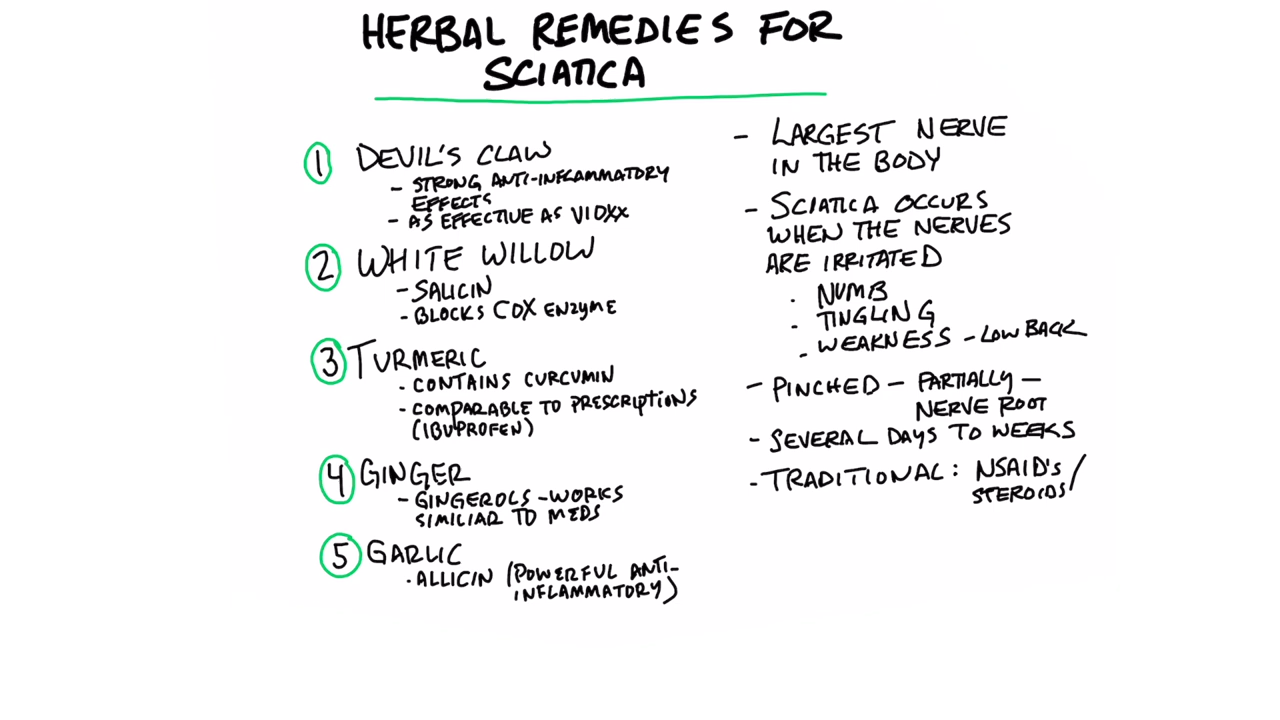 HERBAL REMEDIES FOR
SCIATICA
1 DEVIL'S CLAW
- STRONG ANTI-INFLAMMATORY
EFFECTS
- AS EFFECTIVE AS VIOXX
2 WHITE WILLOW
- SALICIN
- BLOCKS COX ENZYME
3 TURMERIC
- CONTAINS CURCUMIN
- COMPARABLE TO PRESCRIPTIONS
(IBUPROFEN)
4 GINGER
- GINGEROLS - WORKS
SIMILIAR TO MEDS
5 GARLIC
· ALLICIN (POWERFUL ANTI-
INFLAMMATORY)
- LARGEST NERVE
IN THE BODY
- SCIATICA OCCURS
WHEN THE NERVES
ARE IRRITATED
· NUMB
· TINGLING
· WEAKNESS - LOW BACK
- PINCHED - PARTIALLY -
NERVE ROOT
- SEVERAL DAYS TO WEEKS
- TRADITIONAL: NSAID'S /
STEROIDS